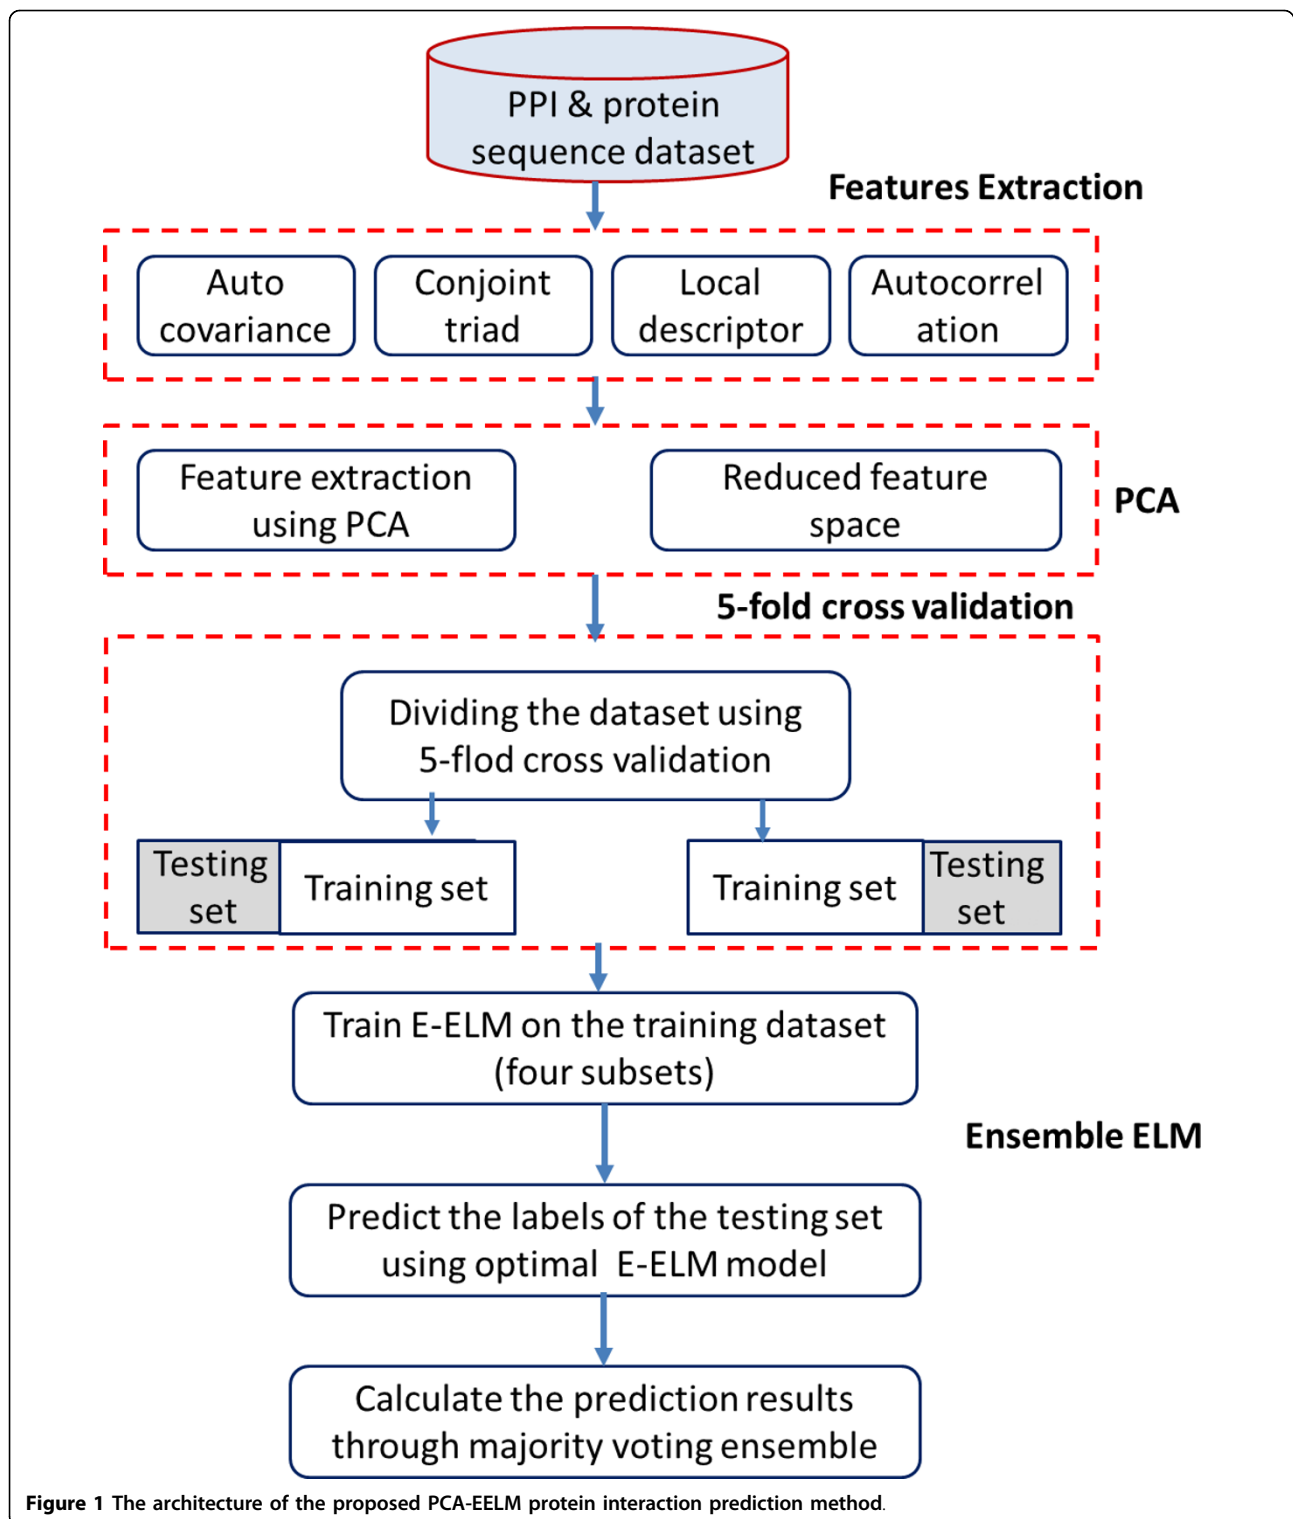 PPI & protein
sequence dataset
Features Extraction
Auto
covariance
Conjoint
triad
Local
descriptor
Autocorrel
ation
Feature extraction
using PCA
Reduced feature
space
PCA
5-fold cross validation
Dividing the dataset using
5-flod cross validation
Testing
set
Training set
Training set
Testing
set
Train E-ELM on the training dataset
(four subsets)
Ensemble ELM
Predict the labels of the testing set
using optimal E-ELM model
Calculate the prediction results
through majority voting ensemble
Figure 1 The architecture of the proposed PCA-EELM protein interaction prediction method.